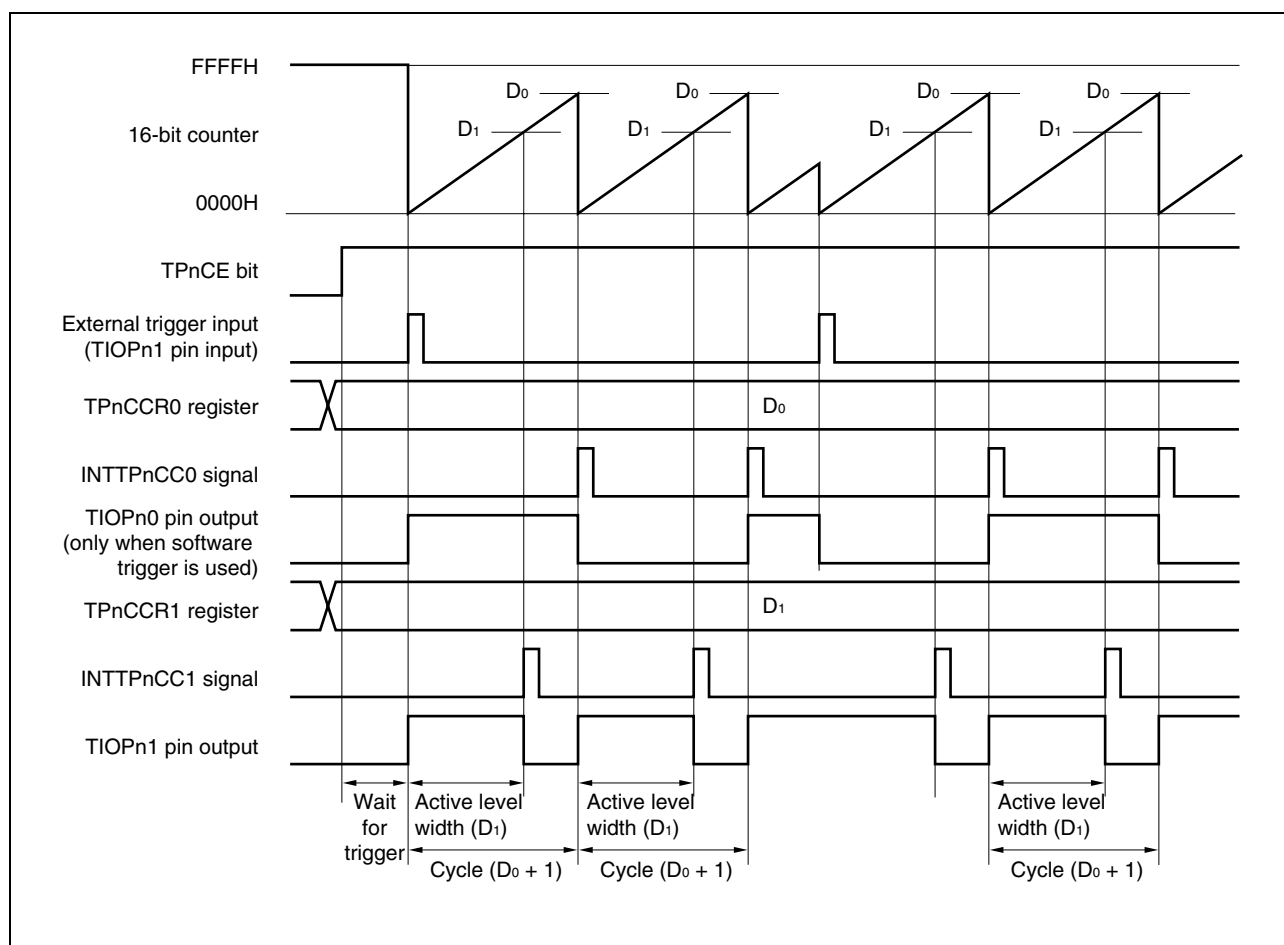 FFFFH
16-bit counter
0000H
D0 D0 D0 D0
D1 D1 D1 D1
TPnCE bit
External trigger input
(TIOPn1 pin input)
TPnCCR0 register
D0
INTTPnCC0 signal
TIOPn0 pin output
(only when software
trigger is used)
TPnCCR1 register
D1
INTTPnCC1 signal
TIOPn1 pin output
Wait
for
trigger
Active level
width (D1)
Active level
width (D1)
Active level
width (D1)
Cycle (D0 + 1)
Cycle (D0 + 1)
Cycle (D0 + 1)